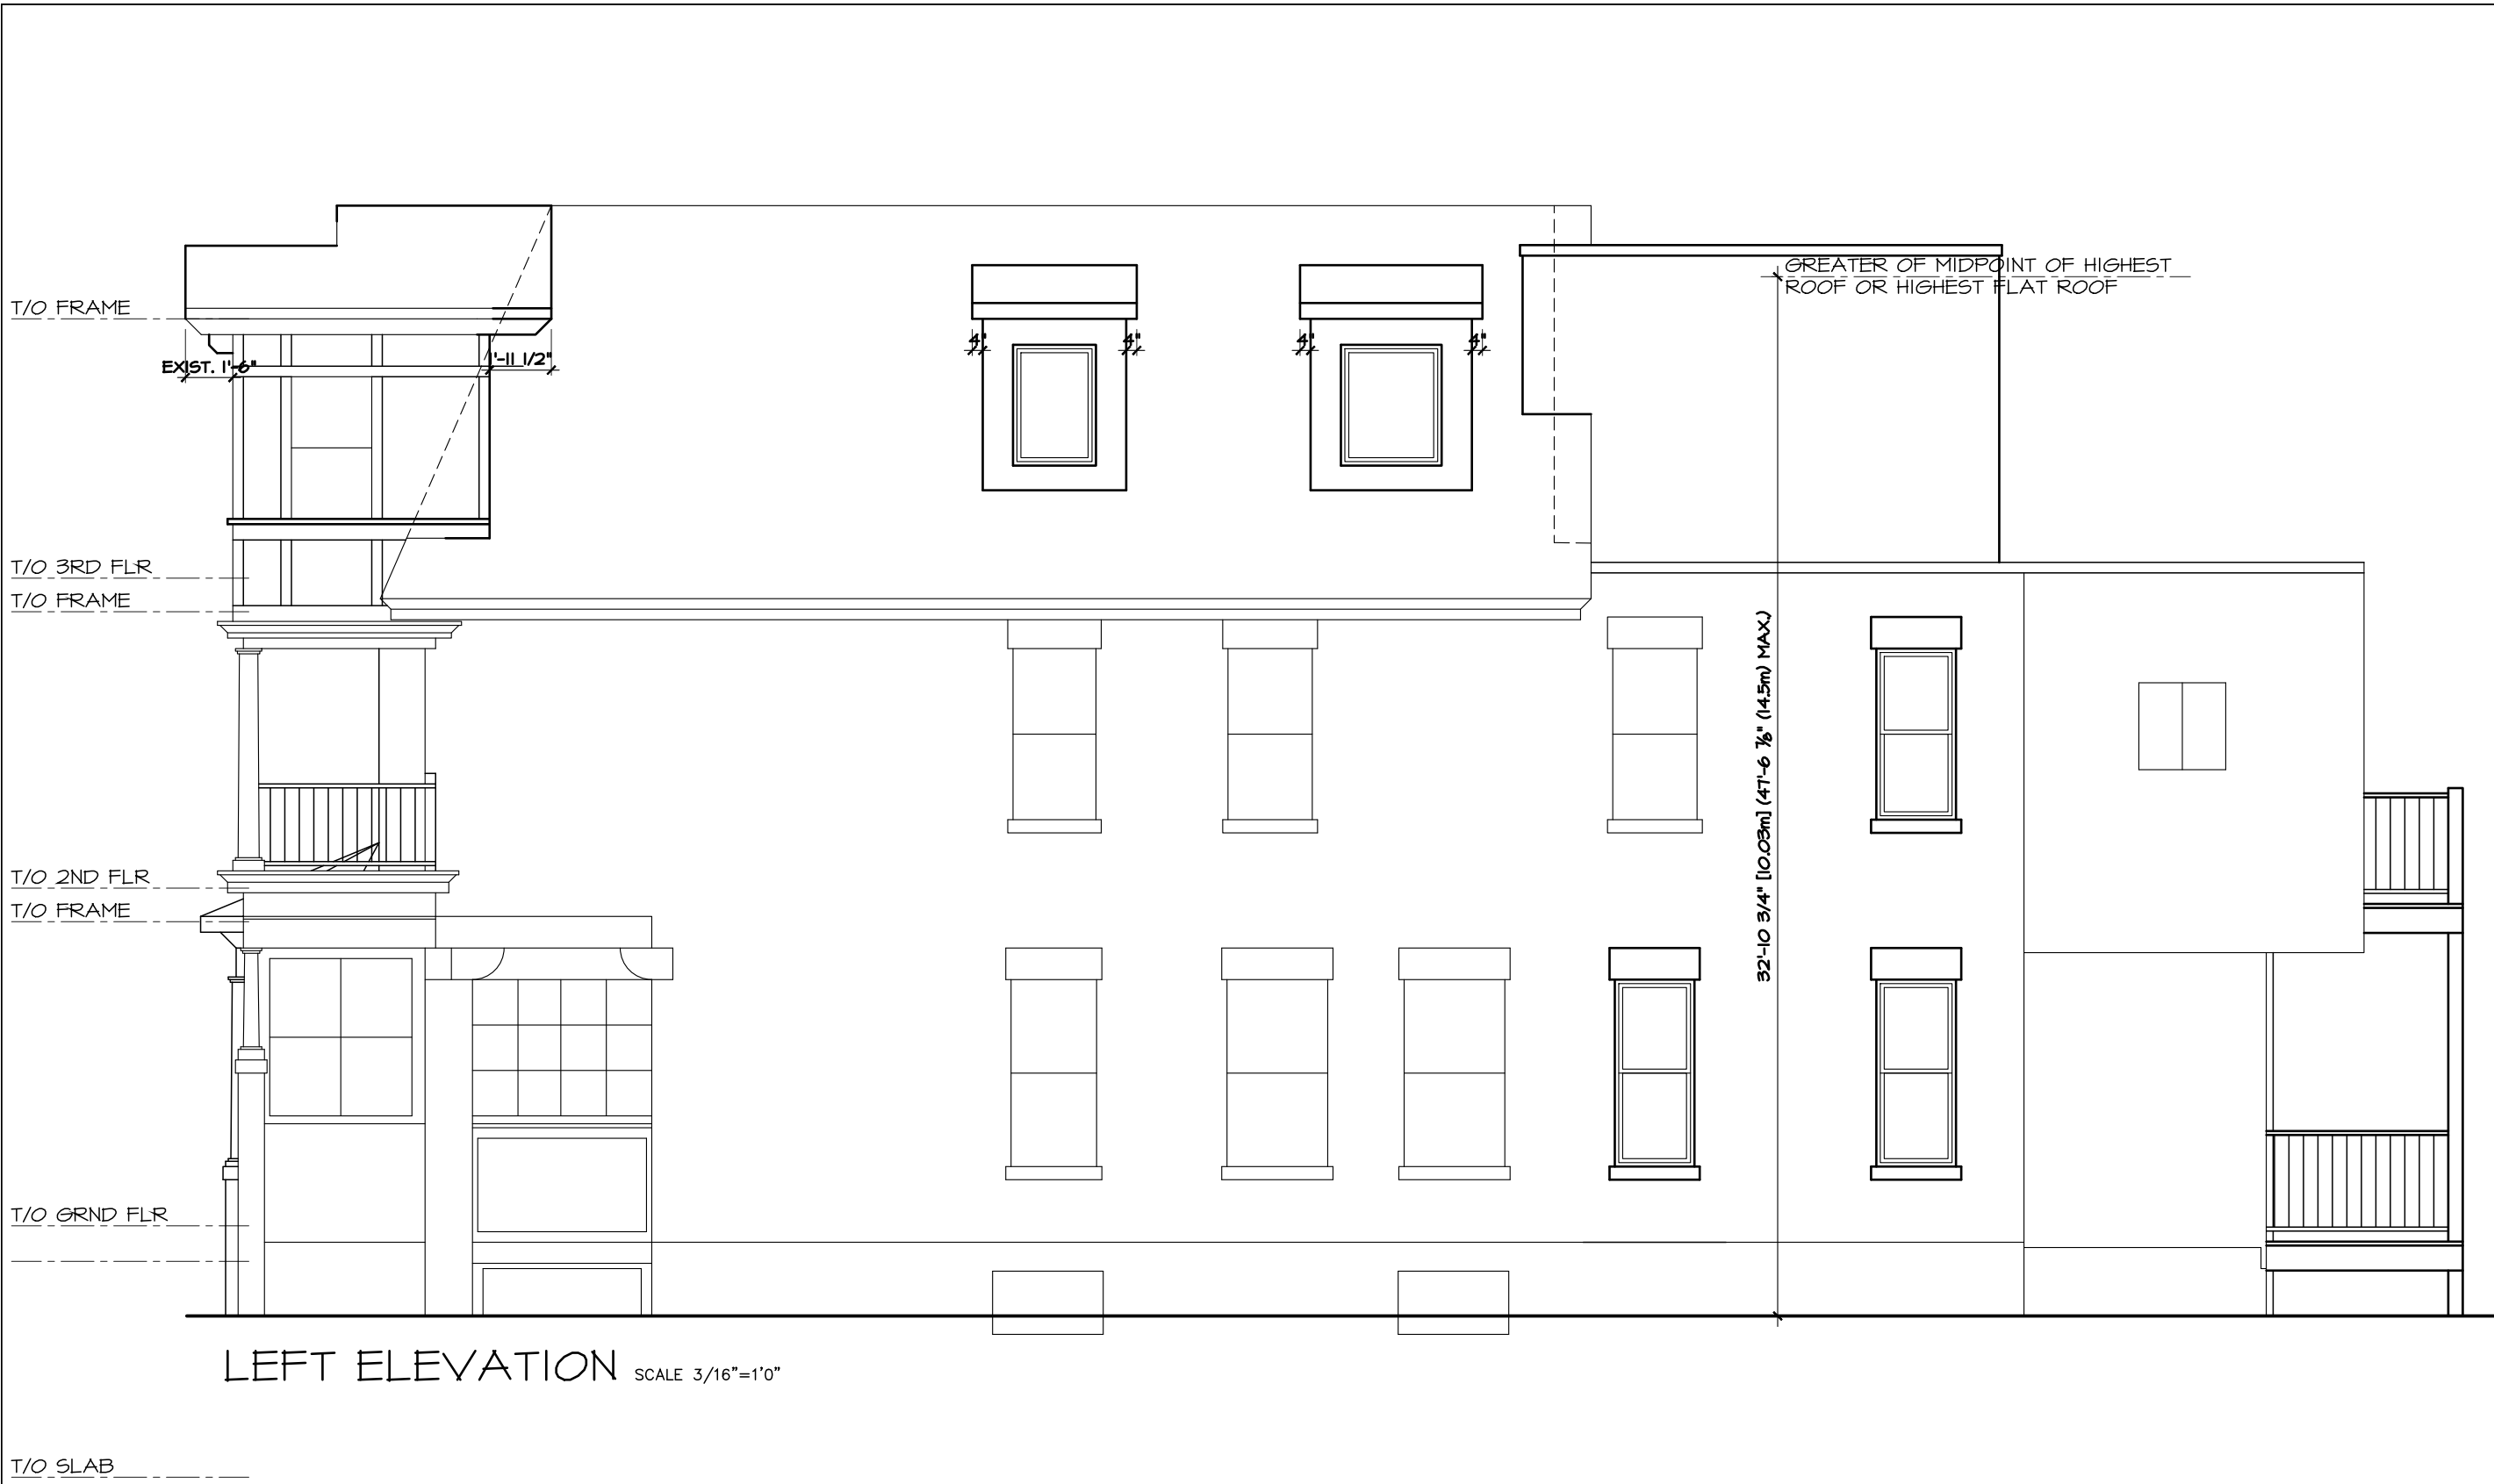 GREATER OF MIDPOINT OF HIGHEST
ROOF OR HIGHEST FLAT ROOF
T/O FRAME
4" 4" 4" 4"
EXIST. 1'-6" 1'-11 1/2"
T/O 3RD FLR
T/O FRAME
32'-10 3/4" [10.03m] (47'-6 7/8" (14.5m) MAX.)
T/O 2ND FLR
T/O FRAME
T/O GRND FLR
LEFT ELEVATION SCALE 3/16"=1'0"
T/O SLAB